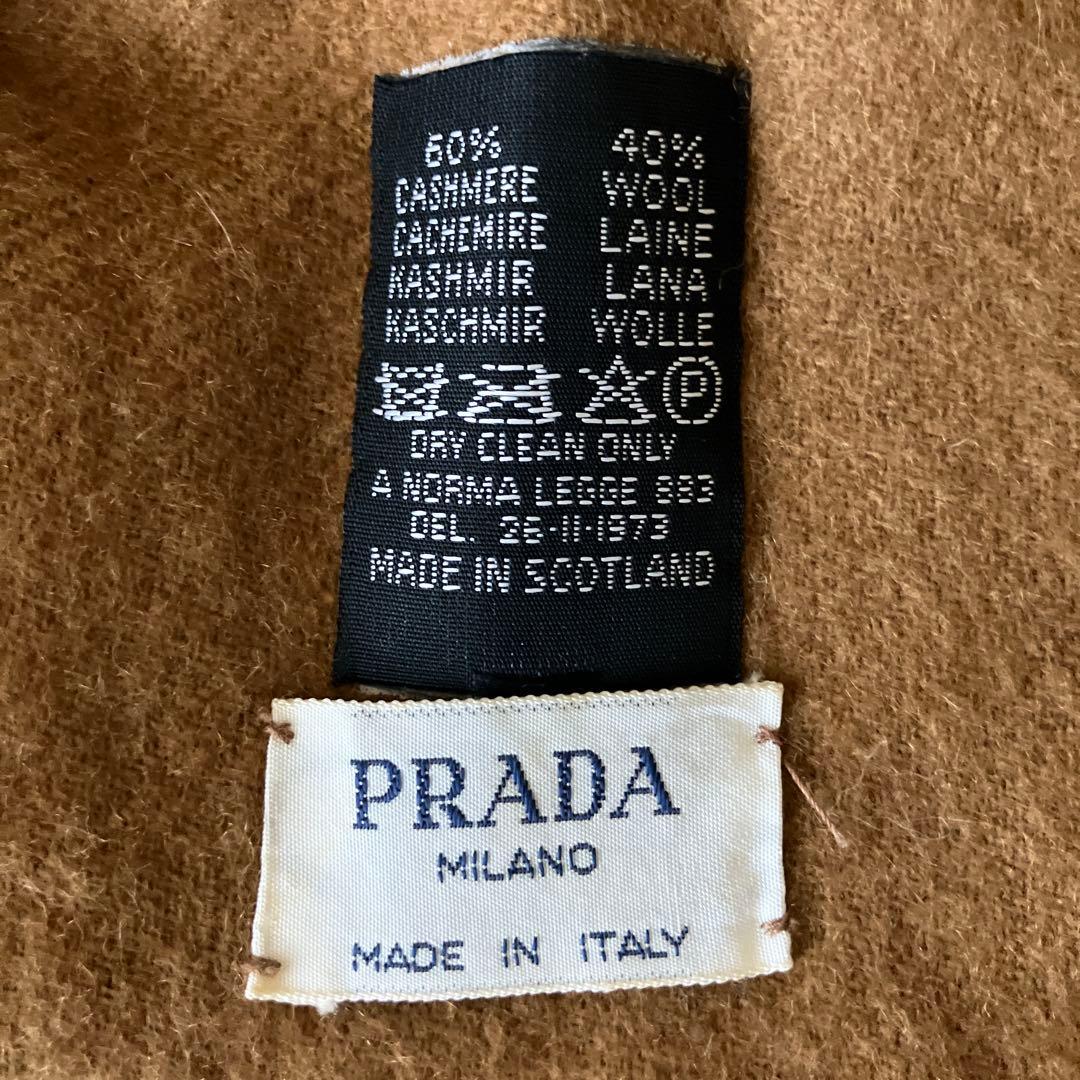 60% 40%
CASHMERE WOOL
CACHEMIRE LAINE
KASHMIR LANA
KASCHMIR WOLLE
P
DRY CLEAN ONLY
A NORMA LEGGE 883
DEL. 26-11-1973
MADE IN SCOTLAND
PRADA
MILANO
MADE IN ITALY